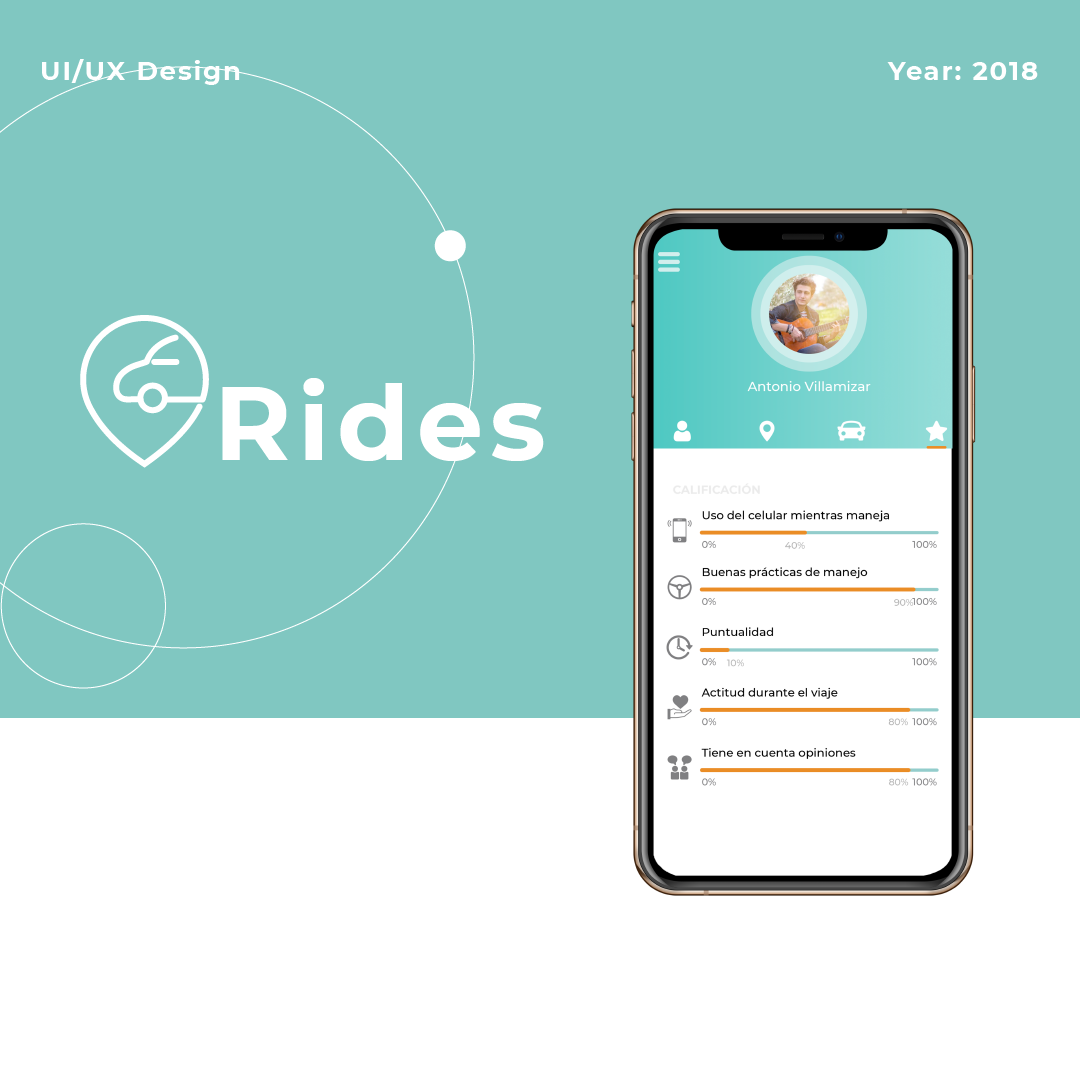 UI/UX Design
Year: 2018
Rides
Antonio Villamizar
CALIFICACIÓN
Uso del celular mientras maneja
0% 40% 100%
Buenas prácticas de manejo
0% 90% 100%
Puntualidad
0% 10% 100%
Actitud durante el viaje
0% 80% 100%
Tiene en cuenta opiniones
0% 80% 100%